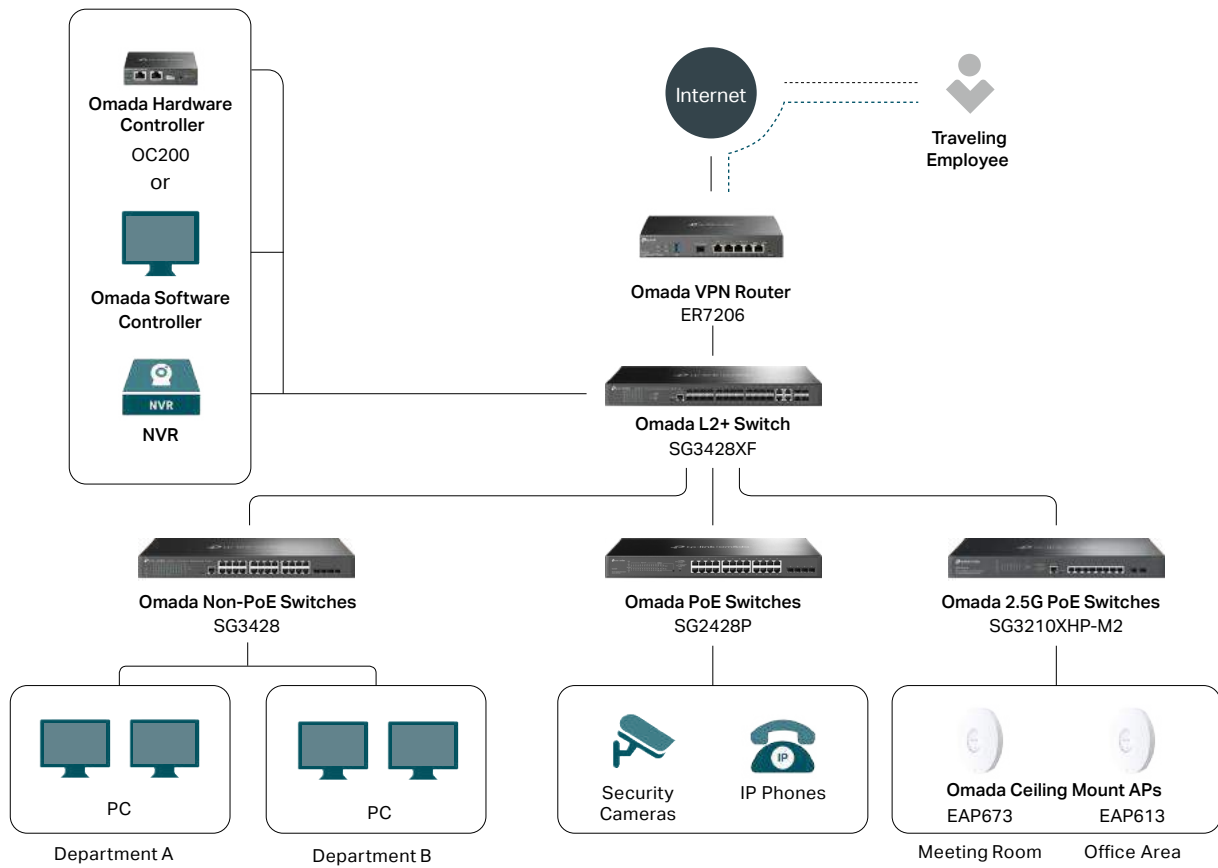 Omada Hardware
Controller
OC200
or
Omada Software
Controller
NVR
NVR
Internet
Traveling
Employee
Omada VPN Router
ER7206
Omada L2+ Switch
SG3428XF
Omada Non-PoE Switches
SG3428
Omada PoE Switches
SG2428P
Omada 2.5G PoE Switches
SG3210XHP-M2
PC
Department A
PC
Department B
Security
Cameras
IP
IP Phones
Omada Ceiling Mount APs
EAP673
EAP613
Meeting Room
Office Area